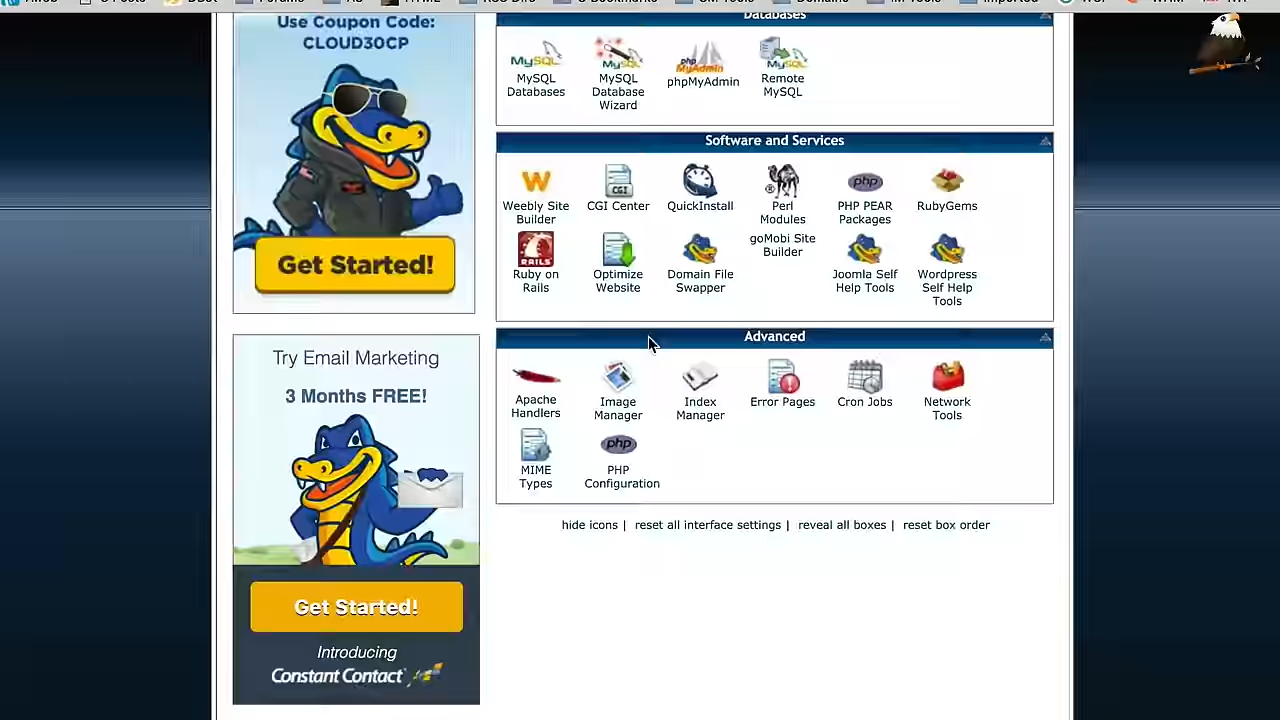 Use Coupon Code:
CLOUD30CP
Get Started!
Try Email Marketing
3 Months FREE!
Get Started!
Introducing
Constant Contact
Databases
MySQL
Databases
MySQL
Database
Wizard
phpMyAdmin
Remote
MySQL
Software and Services
Weebly Site
Builder
CGI Center
QuickInstall
Perl
Modules
PHP PEAR
Packages
RubyGems
Ruby on
Rails
Optimize
Website
Domain File
Swapper
goMobi Site
Builder
Joomla Self
Help Tools
Wordpress
Self Help
Tools
Advanced
Apache
Handlers
Image
Manager
Index
Manager
Error Pages
Cron Jobs
Network
Tools
MIME
Types
PHP
Configuration
hide icons | reset all interface settings | reveal all boxes | reset box order